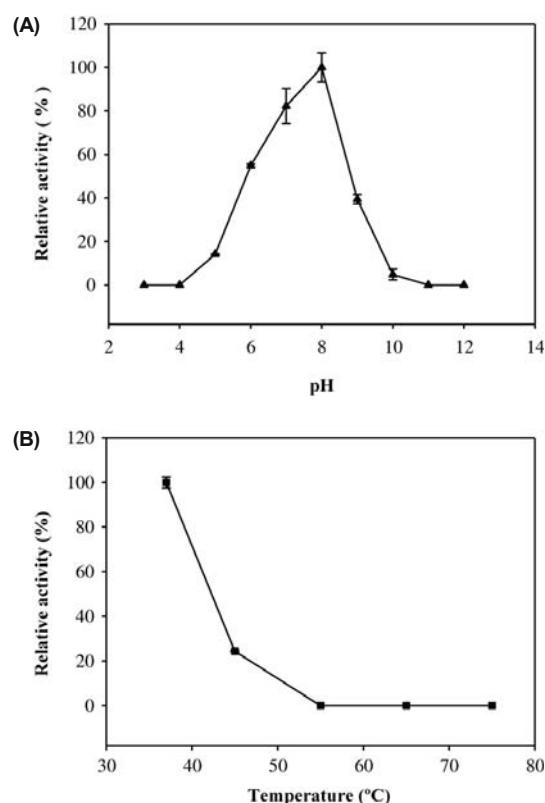 (A)
Relative activity ( % )
120
100
80
60
40
20
0
2 4 6 8 10 12 14
pH
(B)
Relative activity (%)
120
100
80
60
40
20
0
30 40 50 60 70 80
Temperature (ºC)